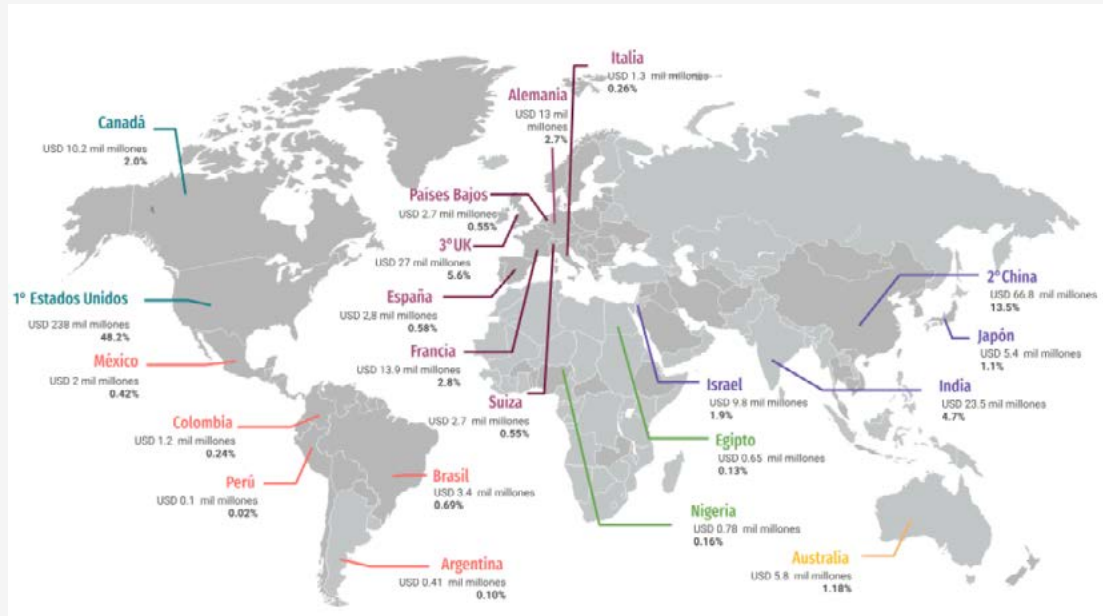 Italia
USD 1.3 mil millones
0.26%
Alemania
USD 13 mil
millones
2.7%
Canadá
USD 10.2 mil millones
2.0%
Países Bajos
USD 2.7 mil millones
0.55%
3°UK
USD 27 mil millones
5.6%
España
USD 2,8 mil millones
0.58%
Francia
USD 13.9 mil millones
2.8%
Suiza
USD 2.7 mil millones
0.55%
1° Estados Unidos
USD 238 mil millones
48.2%
México
USD 2 mil millones
0.42%
Colombia
USD 1.2 mil millones
0.24%
Perú
USD 0.1 mil millones
0.02%
Brasil
USD 3.4 mil millones
0.69%
Argentina
USD 0.41 mil millones
0.10%
2°China
USD 66.8 mil millones
13.5%
Japón
USD 5.4 mil millones
1.1%
India
USD 23.5 mil millones
4.7%
Israel
USD 9.8 mil millones
1.9%
Egipto
USD 0.65 mil millones
0.13%
Nigeria
USD 0.78 mil millones
0.16%
Australia
USD 5.8 mil millones
1.18%